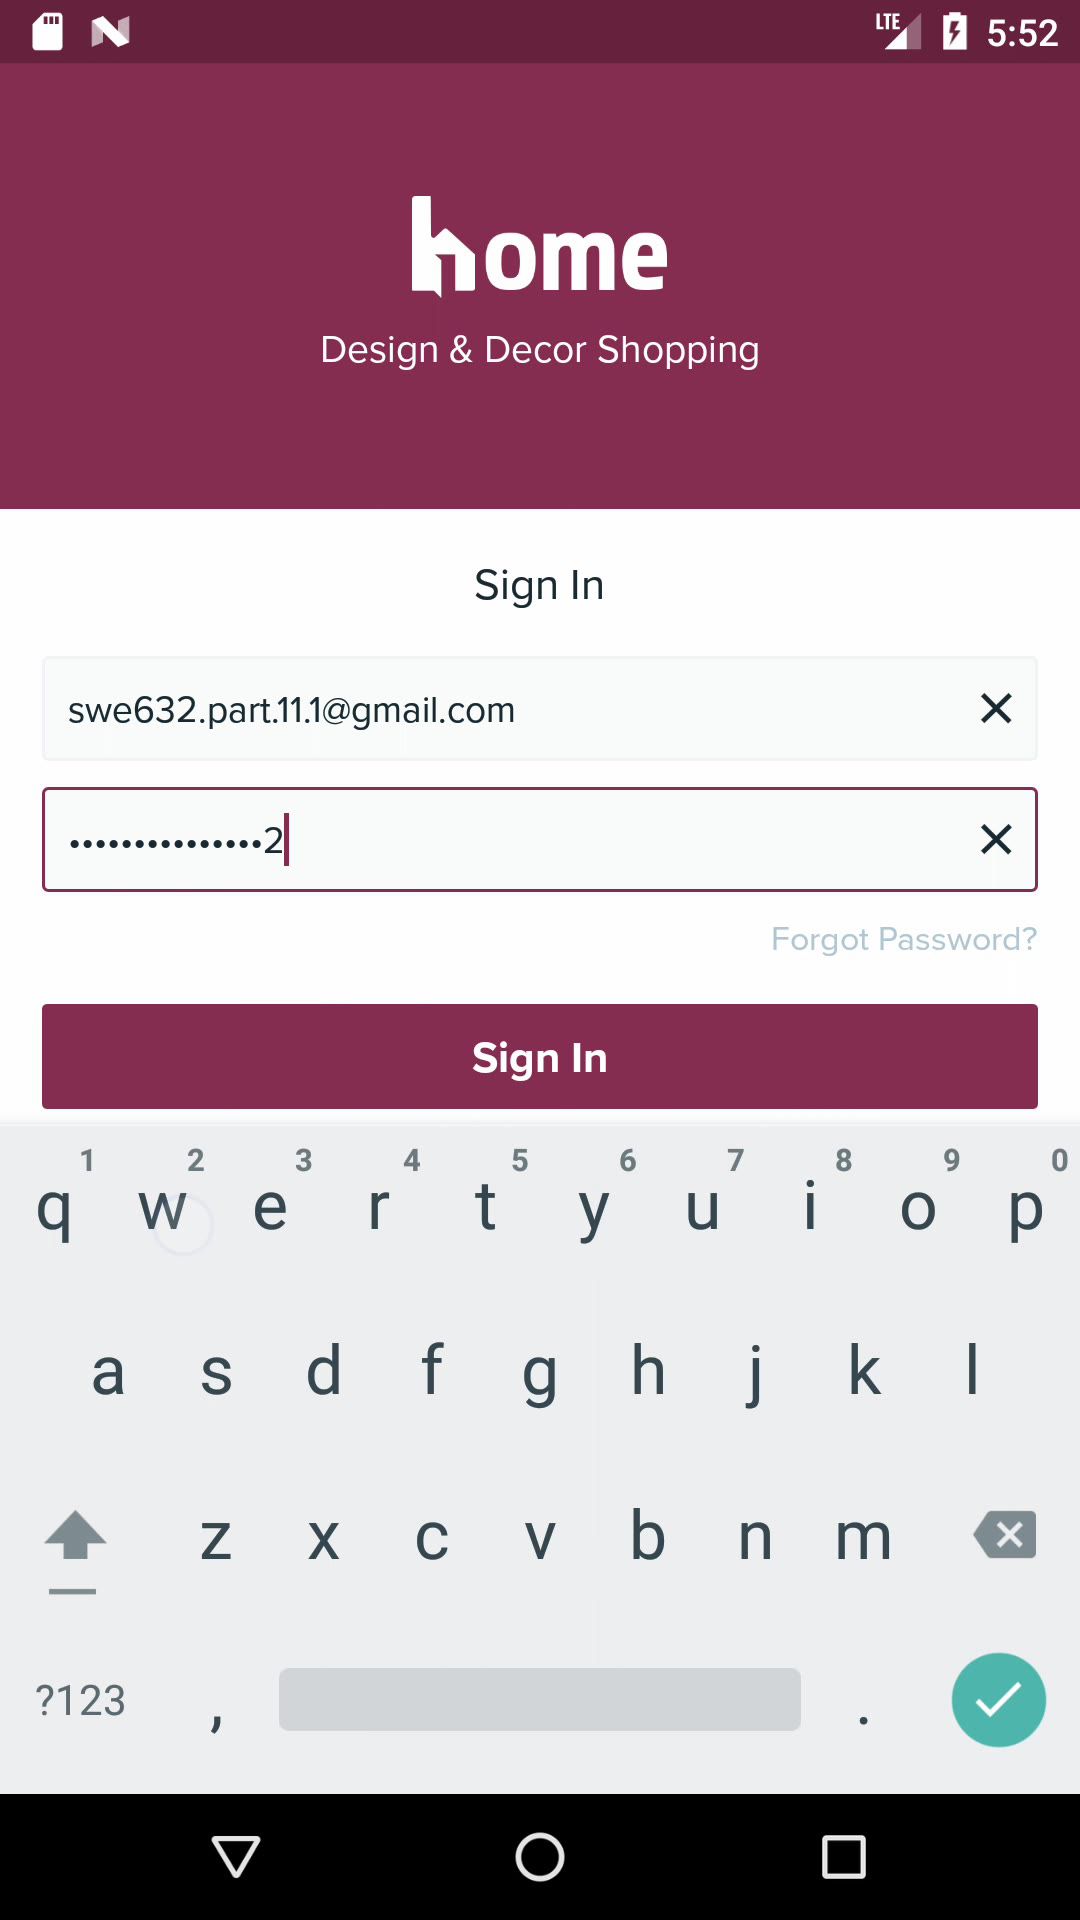 LTE 5:52
home
Design & Decor Shopping
Sign In
swe632.part.11.1@gmail.com
•••••••••••••••2
Forgot Password?
Sign In
1 2 3 4 5 6 7 8 9 0
q w e r t y u i o p
a s d f g h j k l
z x c v b n m
?123 , .